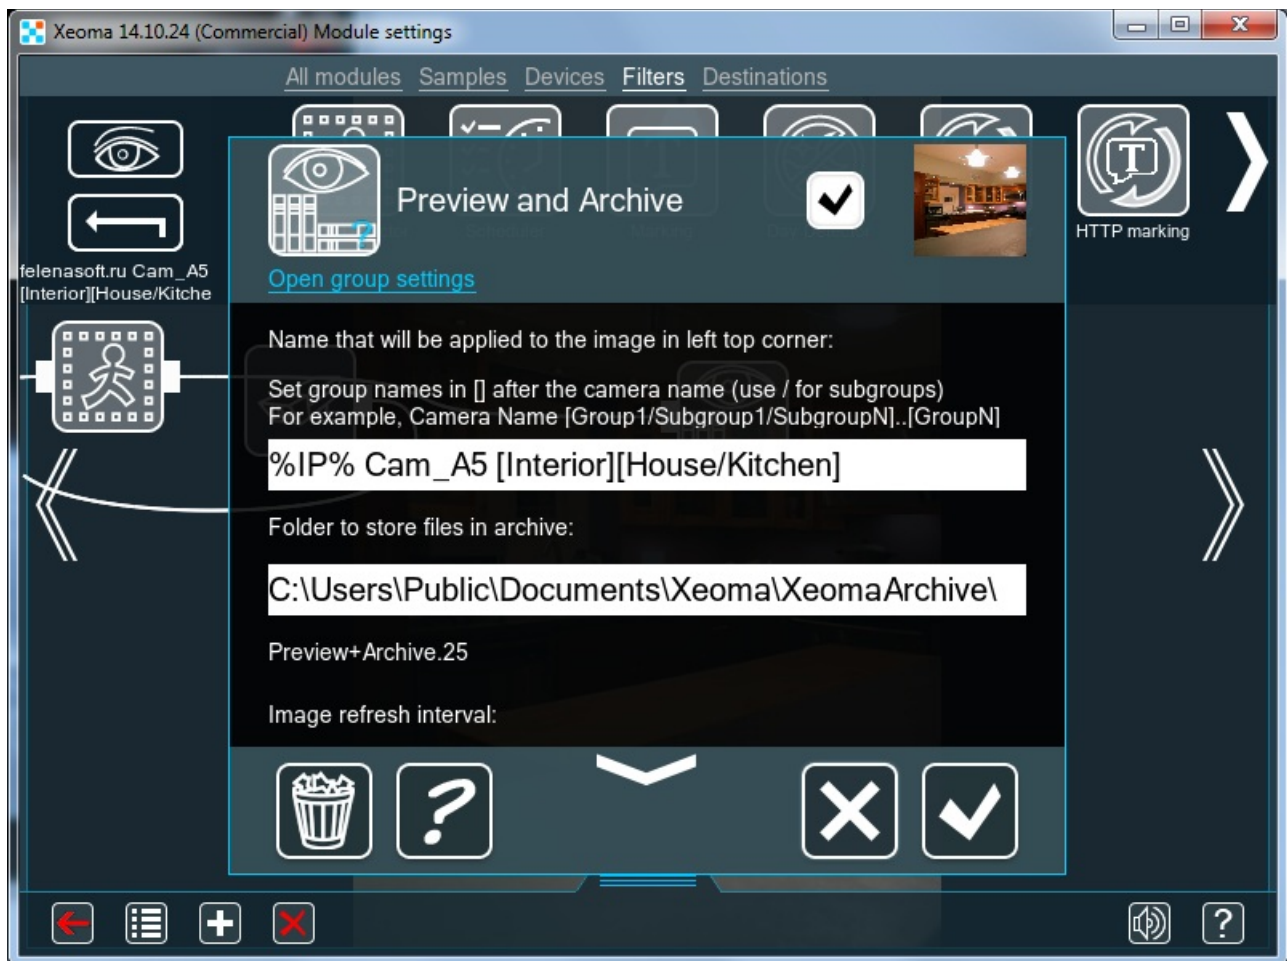 Xeoma 14.10.24 (Commercial) Module settings
All modules Samples Devices Filters Destinations
Preview and Archive
HTTP marking
felenasoft.ru Cam_A5
[Interior][House/Kitche
Open group settings
Name that will be applied to the image in left top corner:
Set group names in [] after the camera name (use / for subgroups)
For example, Camera Name [Group1/Subgroup1/SubgroupN]..[GroupN]
%IP% Cam_A5 [Interior][House/Kitchen]
Folder to store files in archive:
C:\Users\Public\Documents\Xeoma\XeomaArchive\
Preview+Archive.25
Image refresh interval: